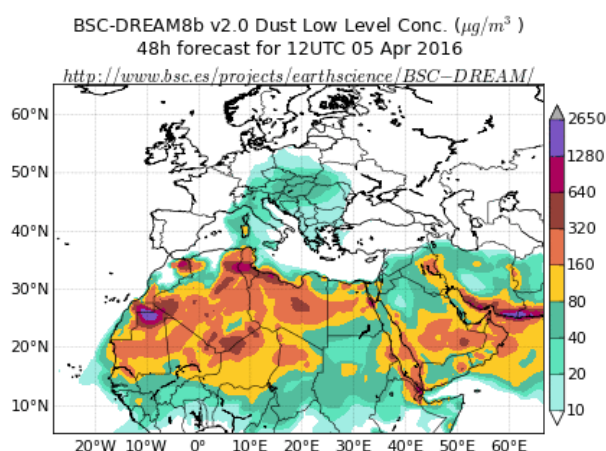 BSC-DREAM8b v2.0 Dust Low Level Conc. (μg/m³ )
48h forecast for 12UTC 05 Apr 2016
http://www.bsc.es/projects/earthscience/BSC−DREAM/
60°N
50°N
40°N
30°N
20°N
10°N
20°W 10°W 0° 10°E 20°E 30°E 40°E 50°E 60°E
2650
1280
640
320
160
80
40
20
10